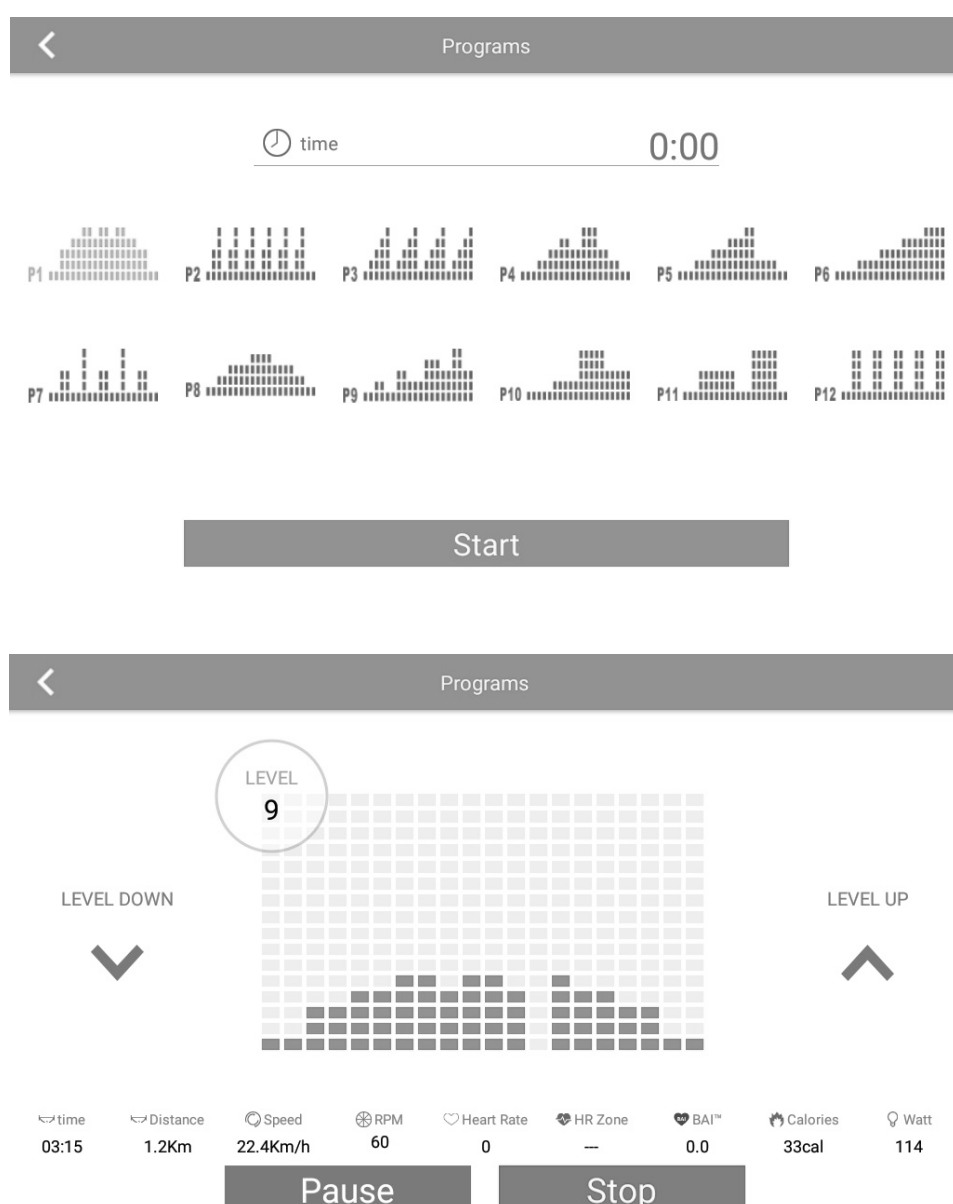 Programs
time 0:00
P1 P2 P3 P4 P5 P6
P7 P8 P9 P10 P11 P12
Start
Programs
LEVEL
9
LEVEL DOWN LEVEL UP
time Distance Speed RPM Heart Rate HR Zone BAI BAI™ Calories Watt
03:15 1.2Km 22.4Km/h 60 0 --- 0.0 33cal 114
Pause Stop